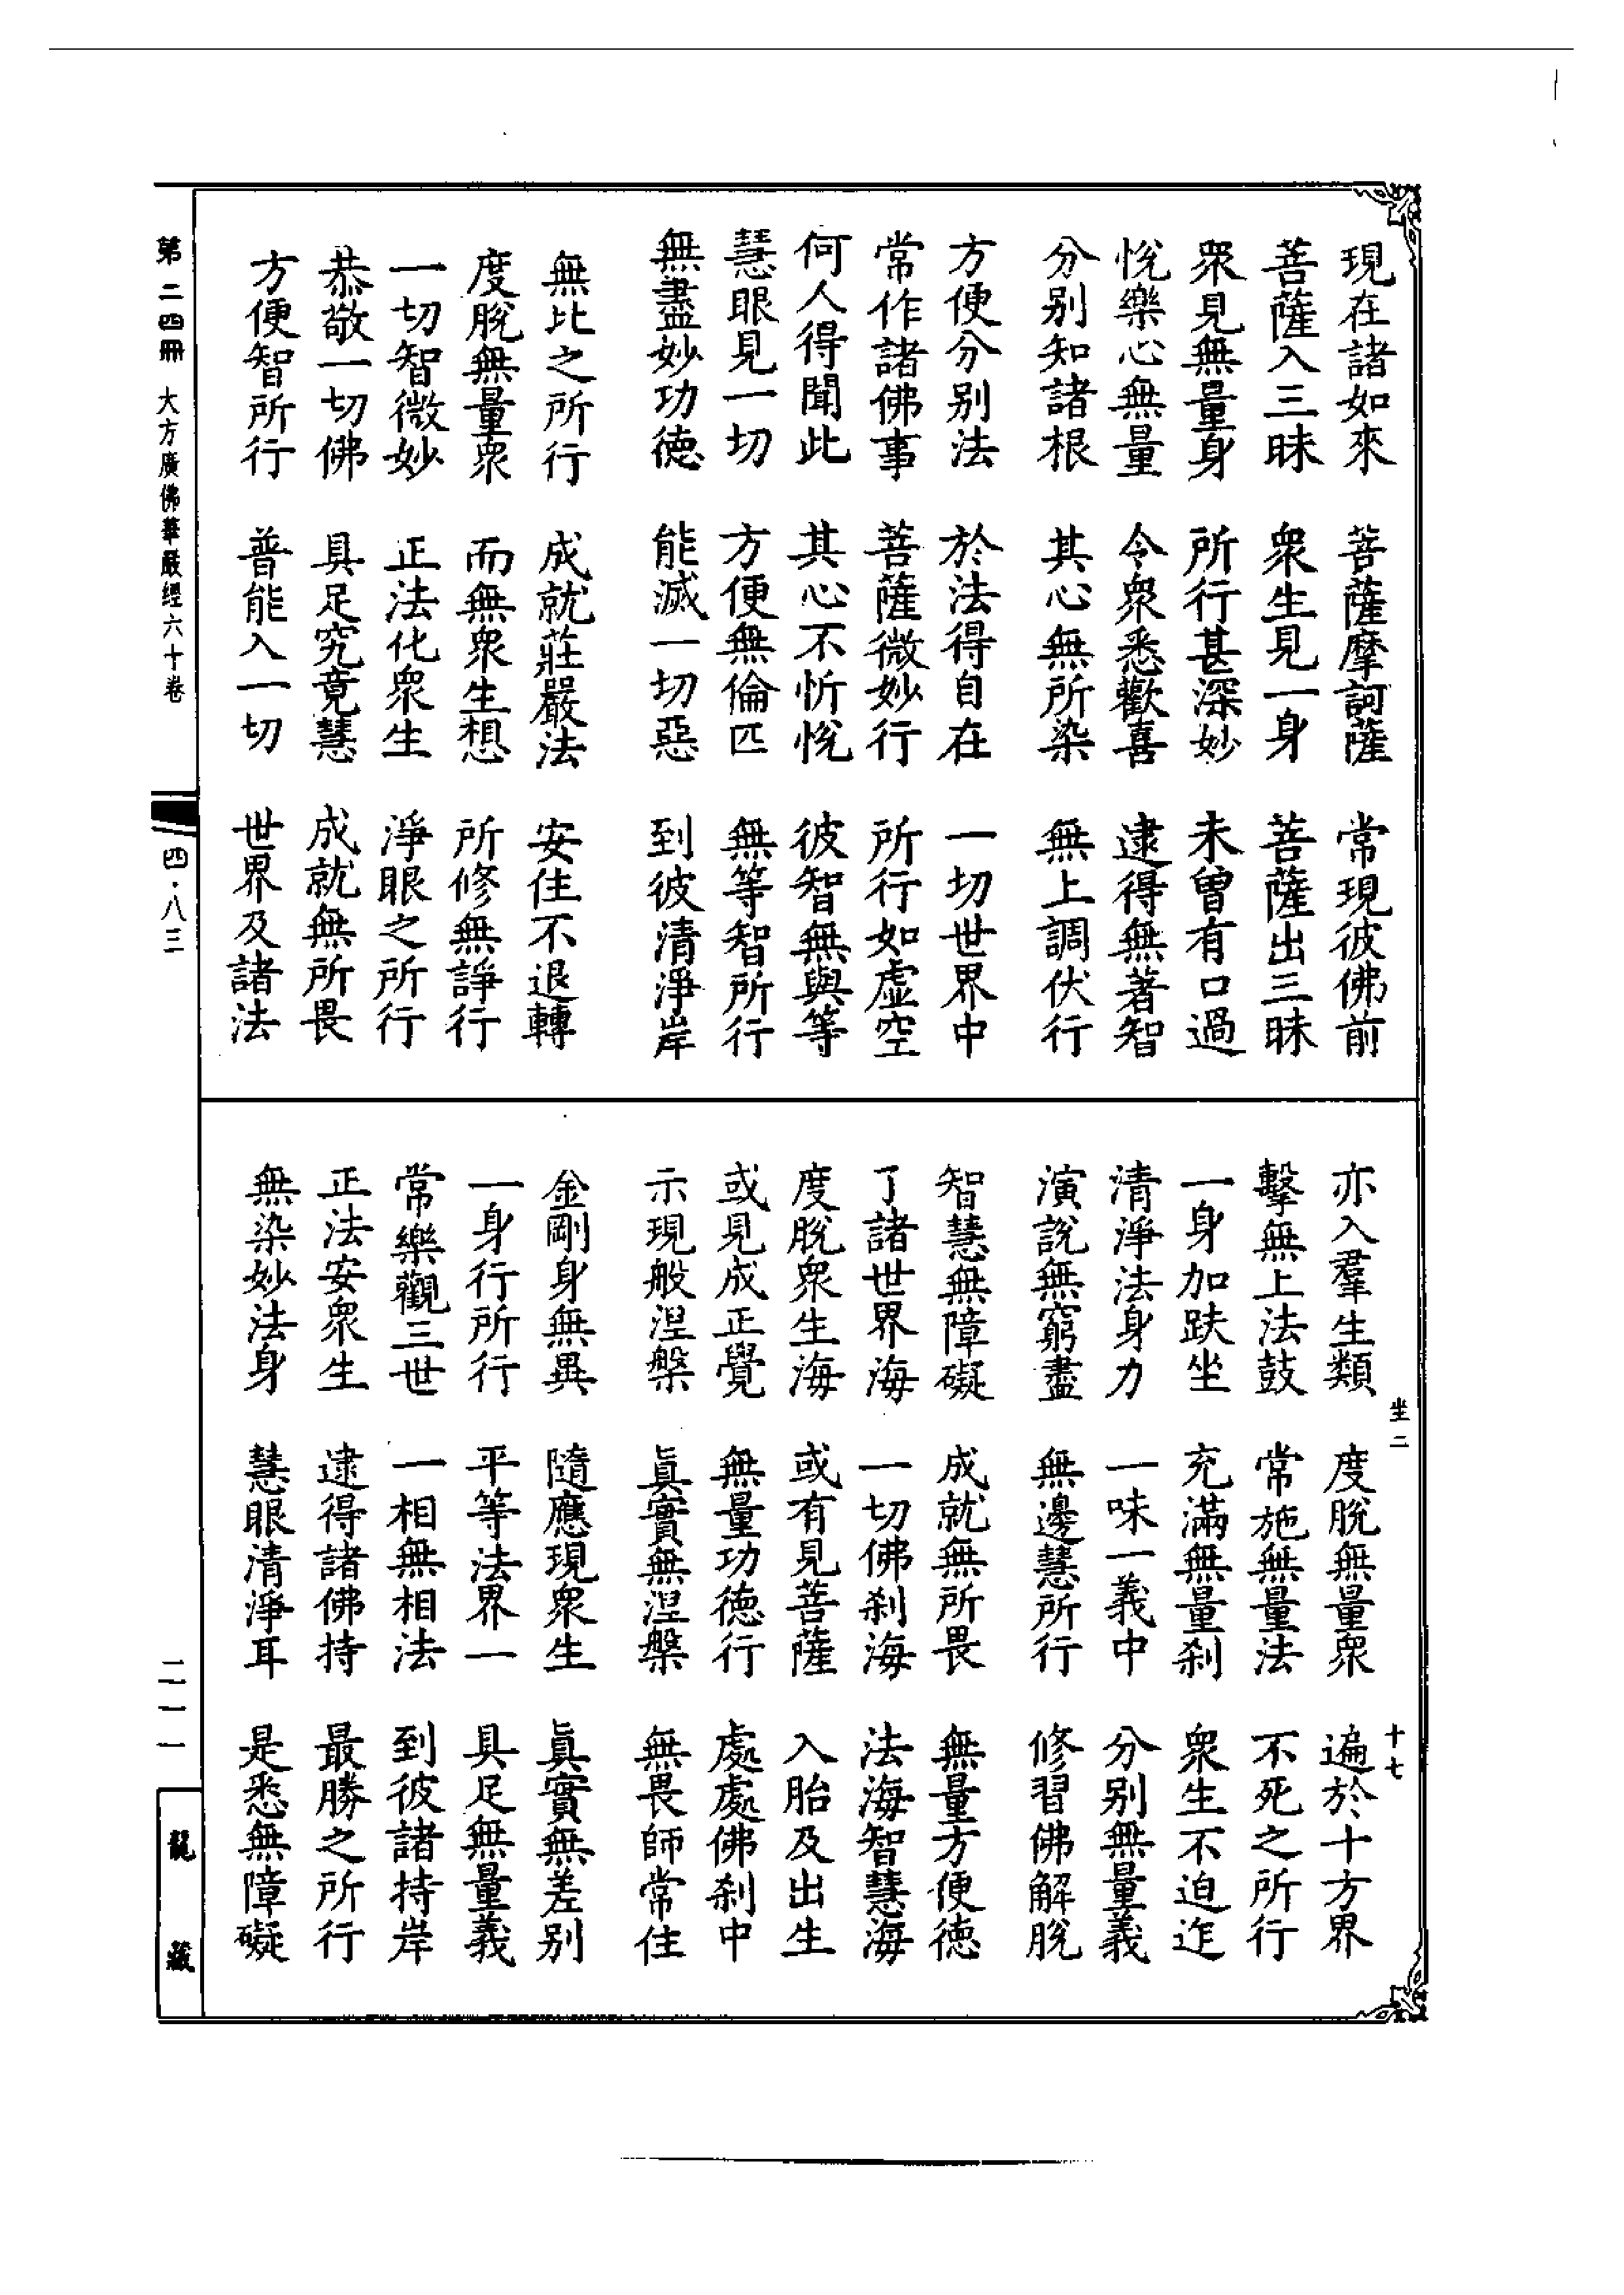 現在諸如來 菩薩摩訶薩 常現彼佛前
菩薩入三昧 衆生見一身 菩薩出三昧
衆見無量身 所行甚深妙 未曾有口過
悅樂心無量 令衆悉歡喜 逮得無著智
分別知諸根 其心無所染 無上調伏行
方便分別法 於法得自在 一切世界中
常作諸佛事 菩薩微妙行 所行如虛空
何人得聞此 其心不忻悅 彼智無與等
慧眼見一切 方便無倫匹 無等智所行
無盡妙功德 能滅一切惡 到彼清淨岸
無比之所行 成就莊嚴法 安住不退轉
度脫無量衆 而無衆生想 所修無諍行
一切智微妙 正法化衆生 淨眼之所行
恭敬一切佛 具足究竟慧 成就無所畏
方便智所行 普能入一切 世界及諸法
亦入羣生類 度脫無量衆 遍於十方界
擊無上法鼓 常施無量法 不死之所行
一身加趺坐 充滿無量刹 衆生不迫迮
清淨法身力 一味一義中 分別無量義
演說無窮盡 無邊慧所行 修習佛解脫
智慧無障礙 成就無所畏 無量方便德
了諸世界海 一切佛刹海 法海智慧海
度脫衆生海 或有見菩薩 入胎及出生
或見成正覺 無量功德行 處處佛刹中
示現般涅槃 眞實無涅槃 無畏師常住
金剛身無異 隨應現衆生 眞實無差別
一身行所行 平等法界一 具足無量義
常樂觀三世 一相無相法 到彼諸持岸
正法安衆生 逮得諸佛持 最勝之所行
無染妙法身 慧眼清淨耳 是悉無障礙
坐二 十七
第二四冊 大方廣佛華嚴經六十卷
四·八三
二一一
龍藏